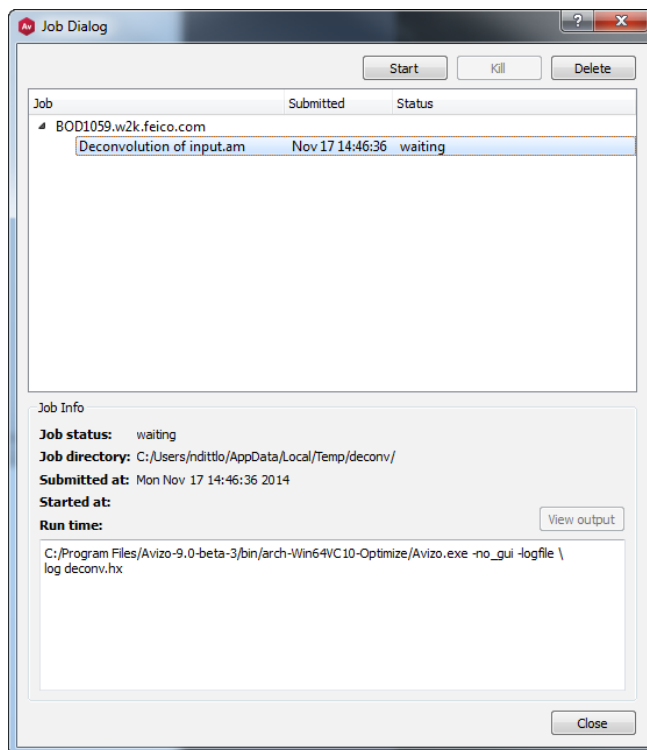 Av Job Dialog
?
X
Start Kill Delete
Job Submitted Status
BOD1059.w2k.feico.com
Deconvolution of input.am Nov 17 14:46:36 waiting
Job Info
Job status: waiting
Job directory: C:/Users/ndittlo/AppData/Local/Temp/deconv/
Submitted at: Mon Nov 17 14:46:36 2014
Started at:
Run time:
View output
C:/Program Files/Avizo-9.0-beta-3/bin/arch-Win64VC10-Optimize/Avizo.exe -no_gui -logfile \
log deconv.hx
Close